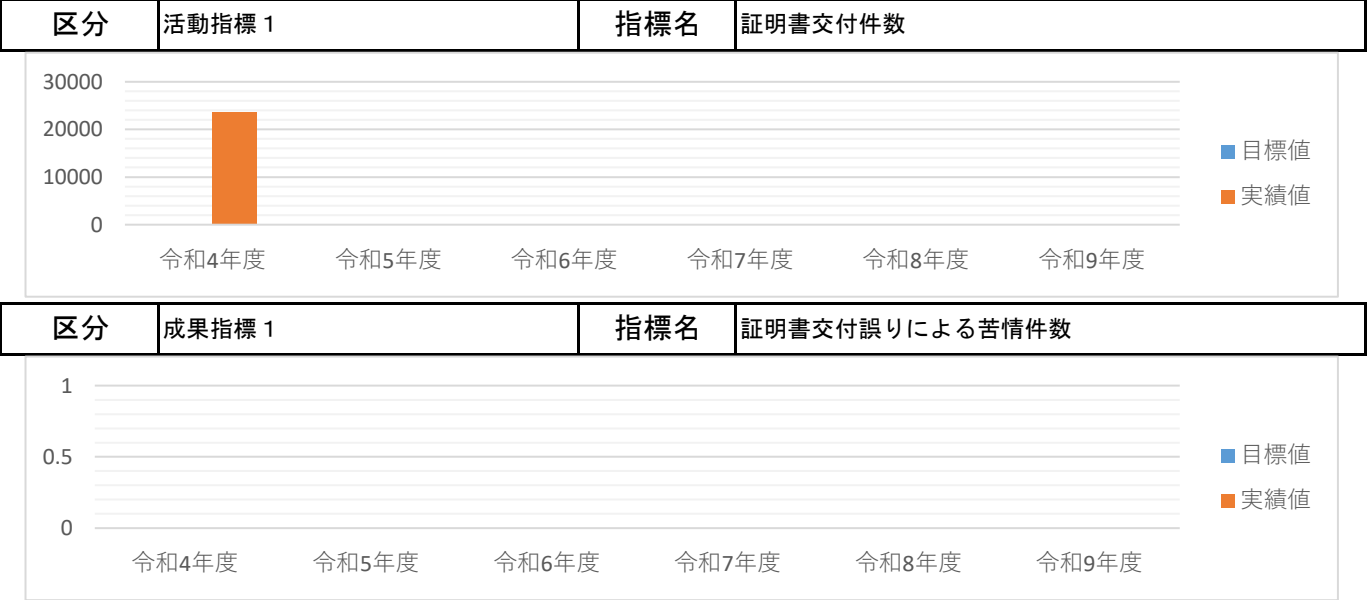 区分 活動指標１ 指標名 証明書交付件数
30000
20000
10000
0
令和4年度 令和5年度 令和6年度 令和7年度 令和8年度 令和9年度
目標値
実績値
区分 成果指標１ 指標名 証明書交付誤りによる苦情件数
1
0.5
0
令和4年度 令和5年度 令和6年度 令和7年度 令和8年度 令和9年度
目標値
実績値